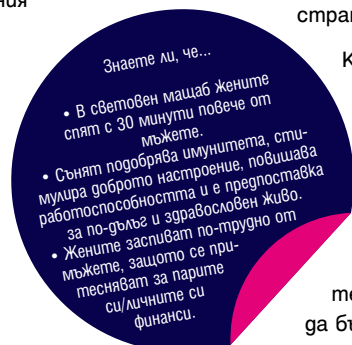 ния
стра
К
Знаете ли, че...
• В световен мащаб жените
спят с 30 минути повече от
мъжете.
• Сънят подобрява имунитета, сти-
мулира доброто настроение, повишава
работоспособността и е предпоставка
за по-дълъг и здравословен живо.
• Жените заспиват по-трудно от
мъжете, защото се при-
тесняват за парите
си/личните си
финанси.
те
да бъ